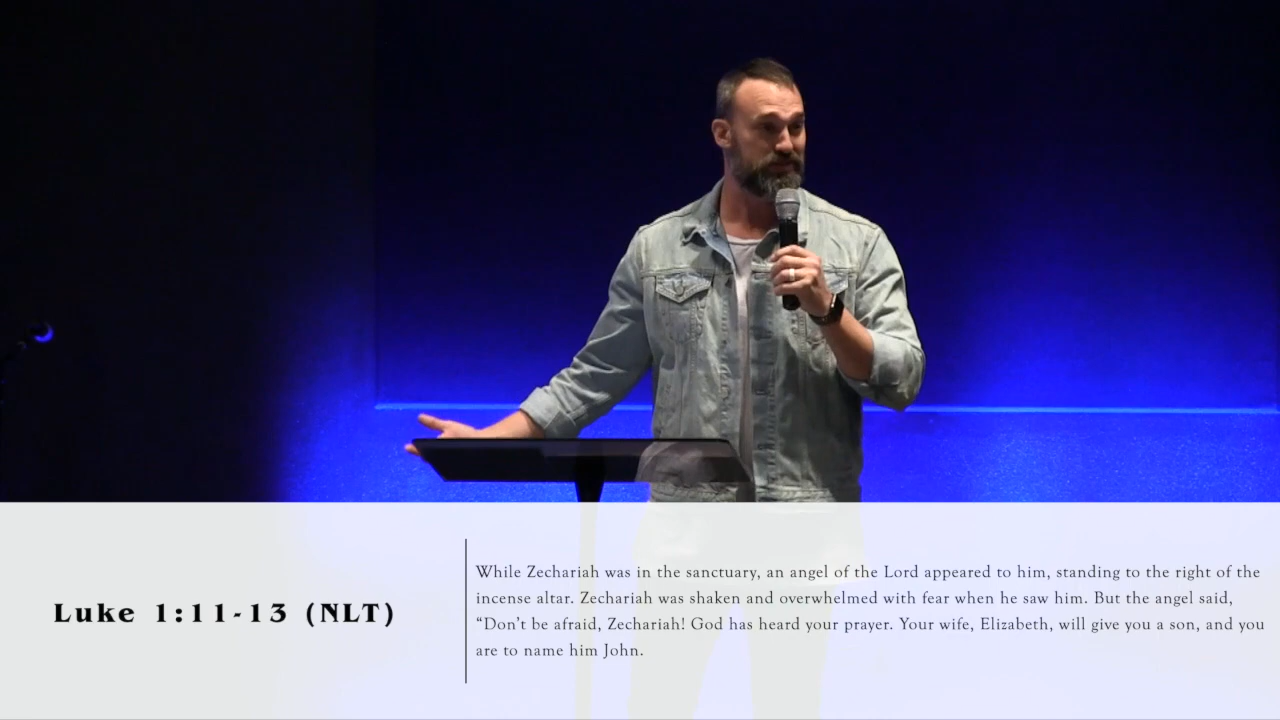 Luke 1:11-13 (NLT)
While Zechariah was in the sanctuary, an angel of the Lord appeared to him, standing to the right of the
incense altar. Zechariah was shaken and overwhelmed with fear when he saw him. But the angel said,
“Don’t be afraid, Zechariah! God has heard your prayer. Your wife, Elizabeth, will give you a son, and you
are to name him John.